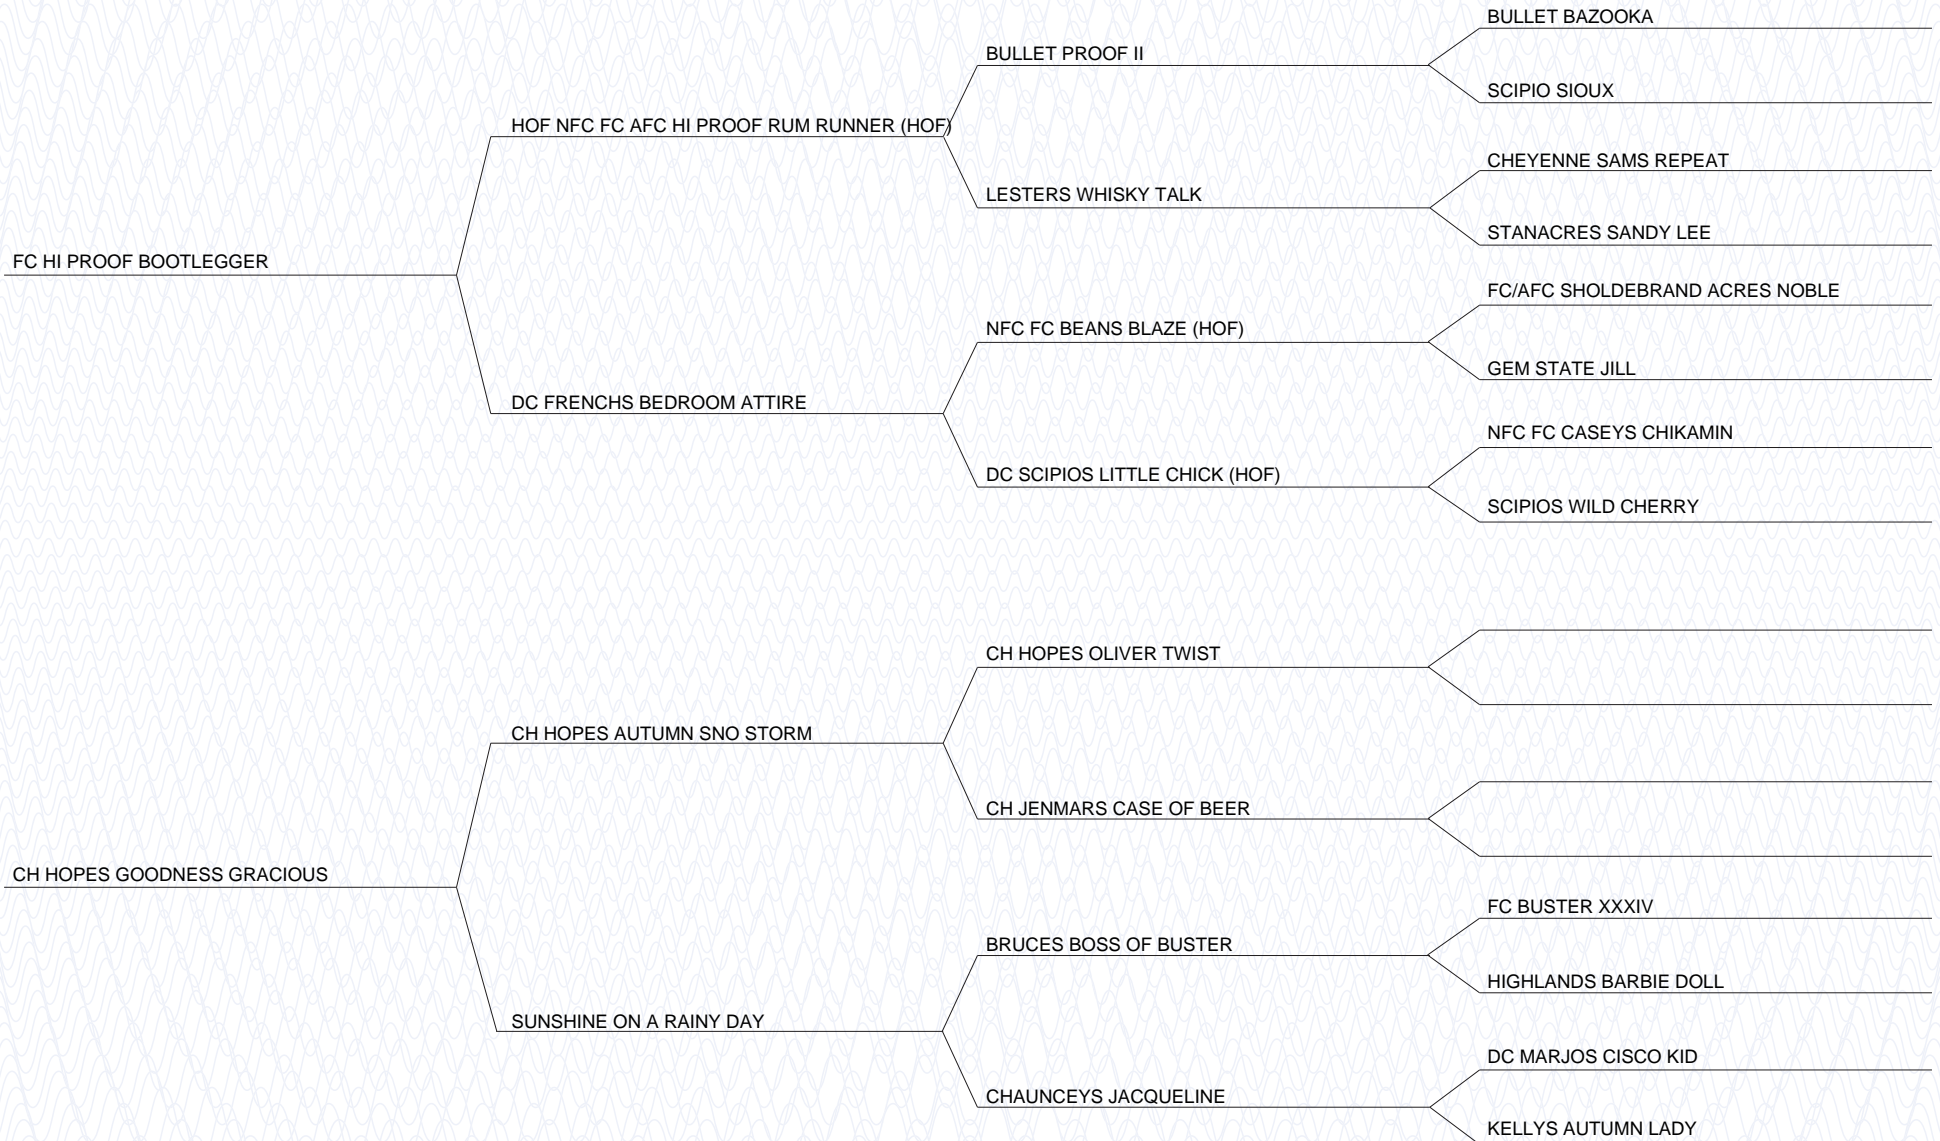 BULLET BAZOOKA
BULLET PROOF II
SCIPIO SIOUX
HOF NFC FC AFC HI PROOF RUM RUNNER (HOF)
CHEYENNE SAMS REPEAT
LESTERS WHISKY TALK
STANACRES SANDY LEE
FC HI PROOF BOOTLEGGER
FC/AFC SHOLDEBRAND ACRES NOBLE
NFC FC BEANS BLAZE (HOF)
GEM STATE JILL
DC FRENCHS BEDROOM ATTIRE
NFC FC CASEYS CHIKAMIN
DC SCIPIOS LITTLE CHICK (HOF)
SCIPIOS WILD CHERRY
CH HOPES OLIVER TWIST
CH HOPES AUTUMN SNO STORM
CH JENMARS CASE OF BEER
CH HOPES GOODNESS GRACIOUS
FC BUSTER XXXIV
BRUCES BOSS OF BUSTER
HIGHLANDS BARBIE DOLL
SUNSHINE ON A RAINY DAY
DC MARJOS CISCO KID
CHAUNCEYS JACQUELINE
KELLYS AUTUMN LADY